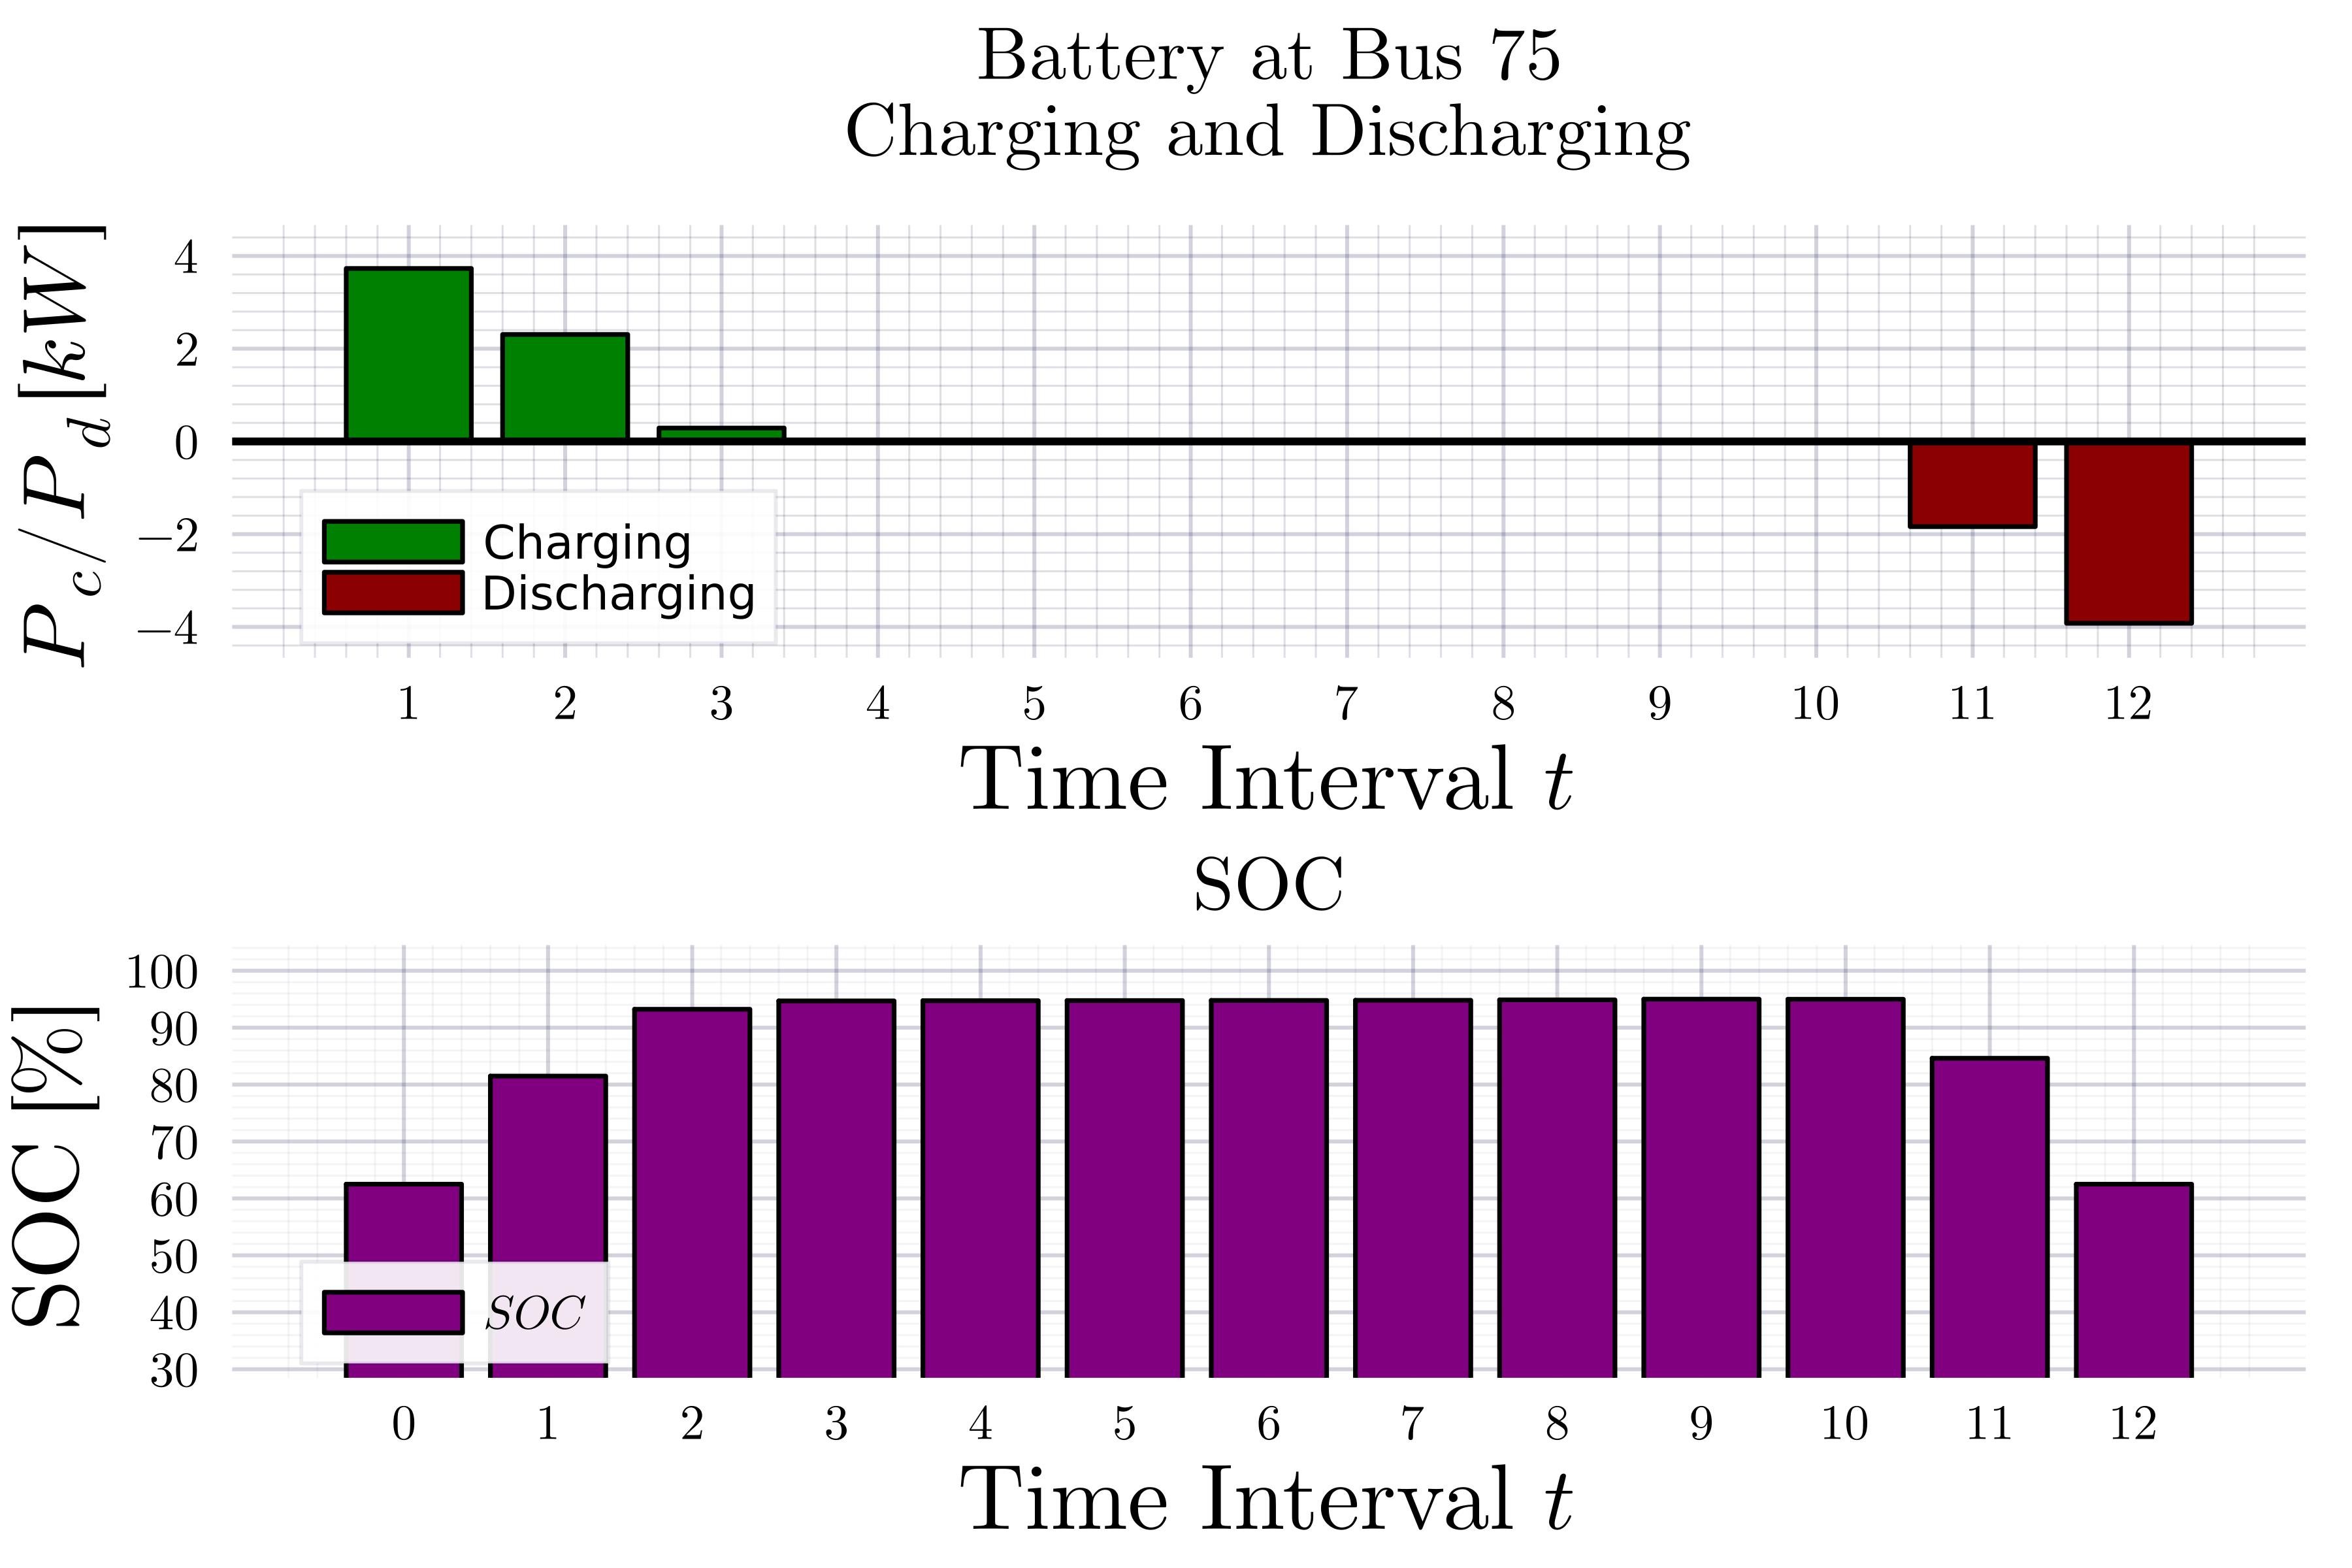 Battery at Bus 75
Charging and Discharging
P_c/P_d [kW]
4
2
0
−2
−4
Charging
Discharging
1 2 3 4 5 6 7 8 9 10 11 12
Time Interval t
SOC
SOC [%]
100
90
80
70
60
50
40
30
SOC
0 1 2 3 4 5 6 7 8 9 10 11 12
Time Interval t